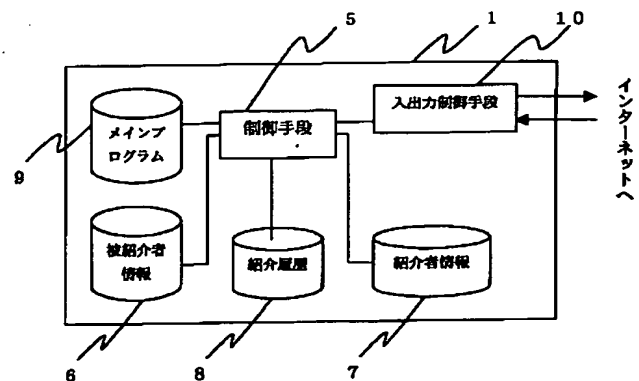 5
1
10
入出力制御手段
制御手段
メインプ
ログラム
インターネットへ
9
被紹介者
情報
紹介履歴
紹介者情報
6
8
7